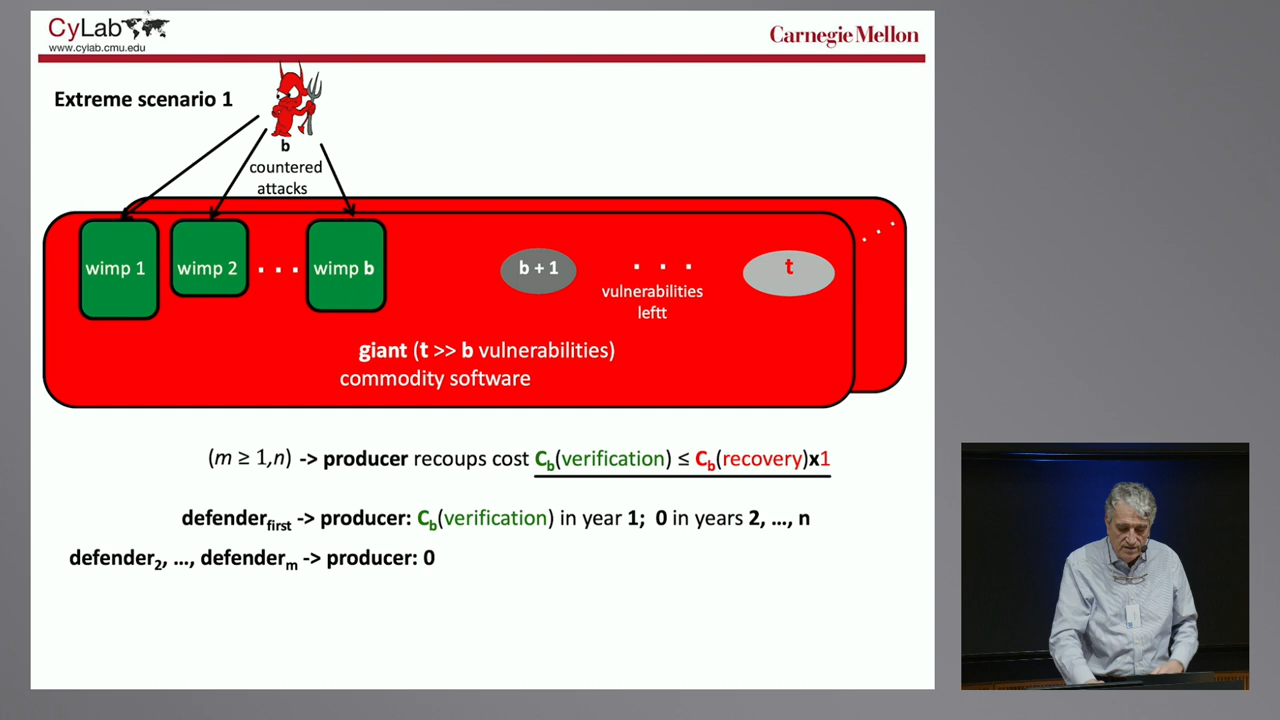 CyLab
www.cylab.cmu.edu
Carnegie Mellon
Extreme scenario 1
b
countered
attacks
wimp 1
wimp 2
. . .
wimp b
b + 1
. . .
vulnerabilities
leftt
t
. . .
giant (t >> b vulnerabilities)
commodity software
(m ≥ 1,n) -> producer recoups cost Cb(verification) ≤ Cb(recovery)x1
defenderfirst -> producer: Cb(verification) in year 1; 0 in years 2, …, n
defender2, …, defenderm -> producer: 0